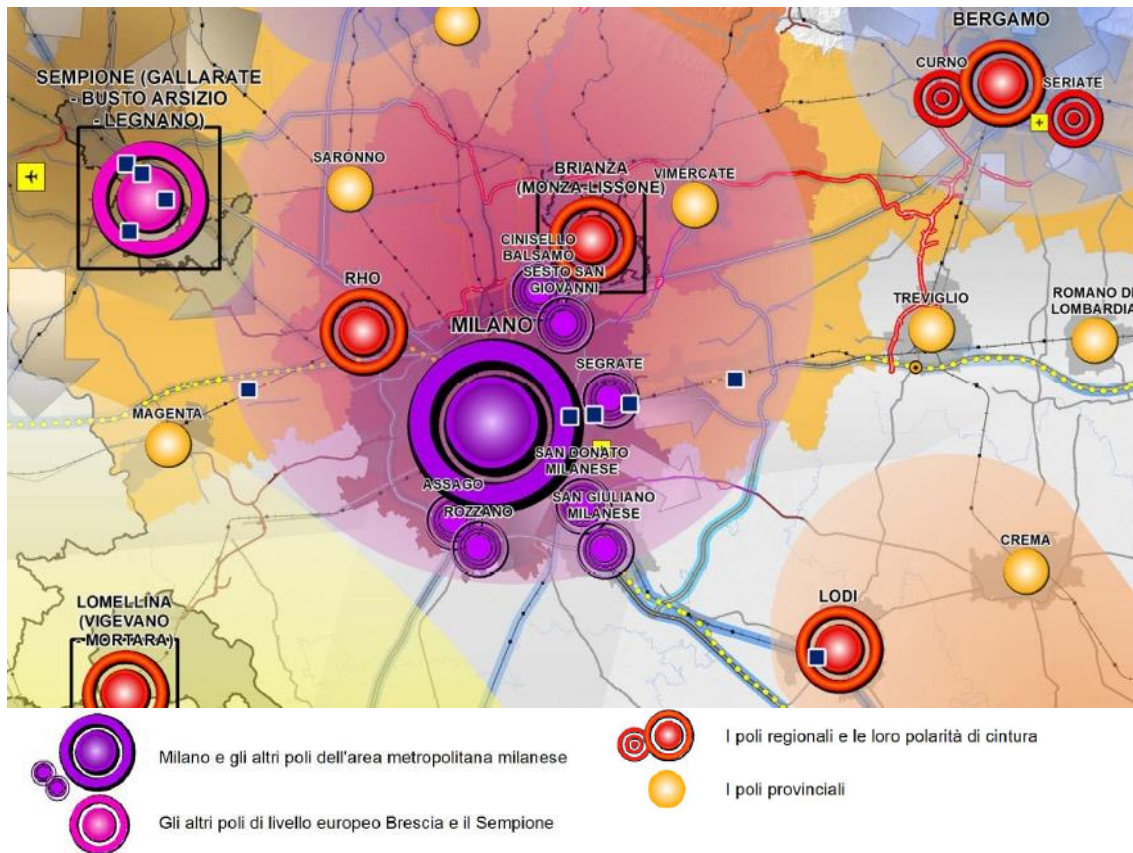 BERGAMO
CURNO
SERIATE
SEMPIONE (GALLARATE
- BUSTO ARSIZIO
- LEGNANO)
SARONNO
BRIANZA
(MONZA-LISSONE)
VIMERCATE
CINISELLO
BALSAMO
SESTO SAN
GIOVANNI
RHO
MILANO
TREVIGLIO
ROMANO DI
LOMBARDIA
SEGRATE
MAGENTA
SAN DONATO
MILANESE
ASSAGO
ROZZANO
SAN GIULIANO
MILANESE
CREMA
LODI
LOMELLINA
(VIGEVANO
- MORTARA)
Milano e gli altri poli dell'area metropolitana milanese
Gli altri poli di livello europeo Brescia e il Sempione
I poli regionali e le loro polarità di cintura
I poli provinciali